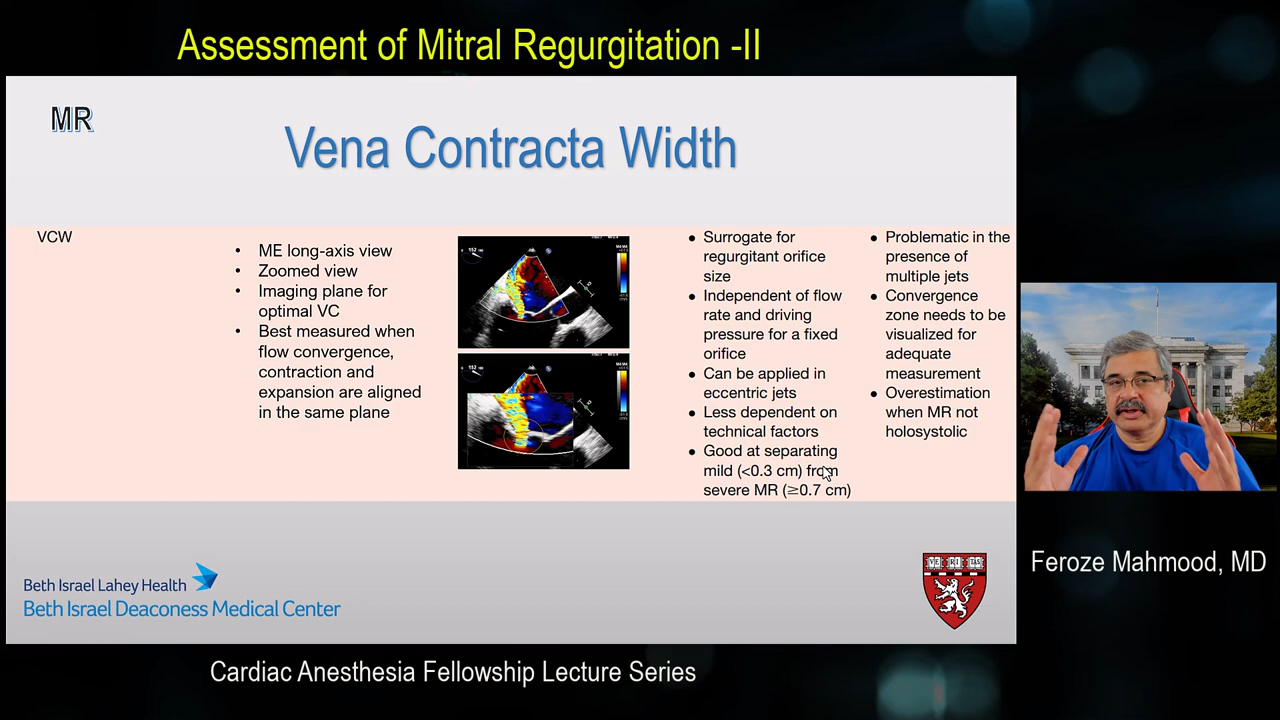 Assessment of Mitral Regurgitation -II
MR
Vena Contracta Width
VCW
• ME long-axis view
• Zoomed view
• Imaging plane for
optimal VC
• Best measured when
flow convergence,
contraction and
expansion are aligned
in the same plane
152
152
• Surrogate for
regurgitant orifice
size
• Independent of flow
rate and driving
pressure for a fixed
orifice
• Can be applied in
eccentric jets
• Less dependent on
technical factors
• Good at separating
mild (<0.3 cm) from
severe MR (≥0.7 cm)
• Problematic in the
presence of
multiple jets
• Convergence
zone needs to be
visualized for
adequate
measurement
• Overestimation
when MR not
holosystolic
Feroze Mahmood, MD
Beth Israel Lahey Health
Beth Israel Deaconess Medical Center
VE RI TAS
Cardiac Anesthesia Fellowship Lecture Series